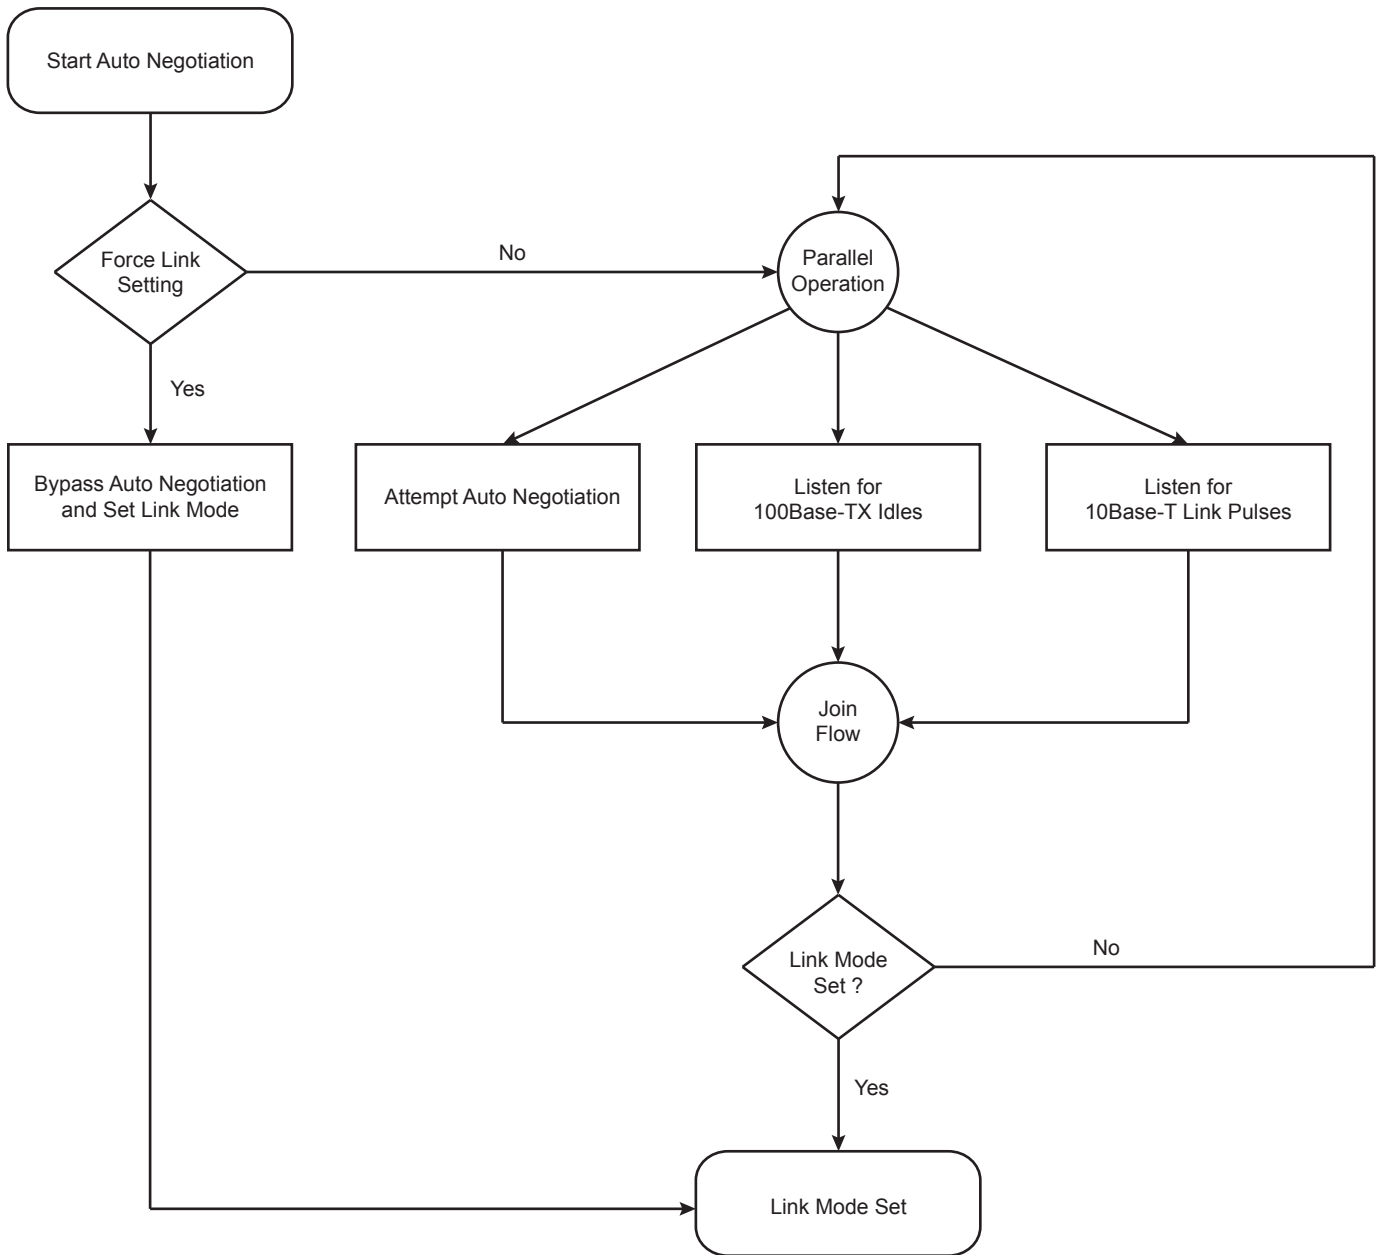 Start Auto Negotiation
Force Link
Setting
No
Parallel
Operation
Yes
Bypass Auto Negotiation
and Set Link Mode
Attempt Auto Negotiation
Listen for
100Base-TX Idles
Listen for
10Base-T Link Pulses
Join
Flow
Link Mode
Set ?
No
Yes
Link Mode Set